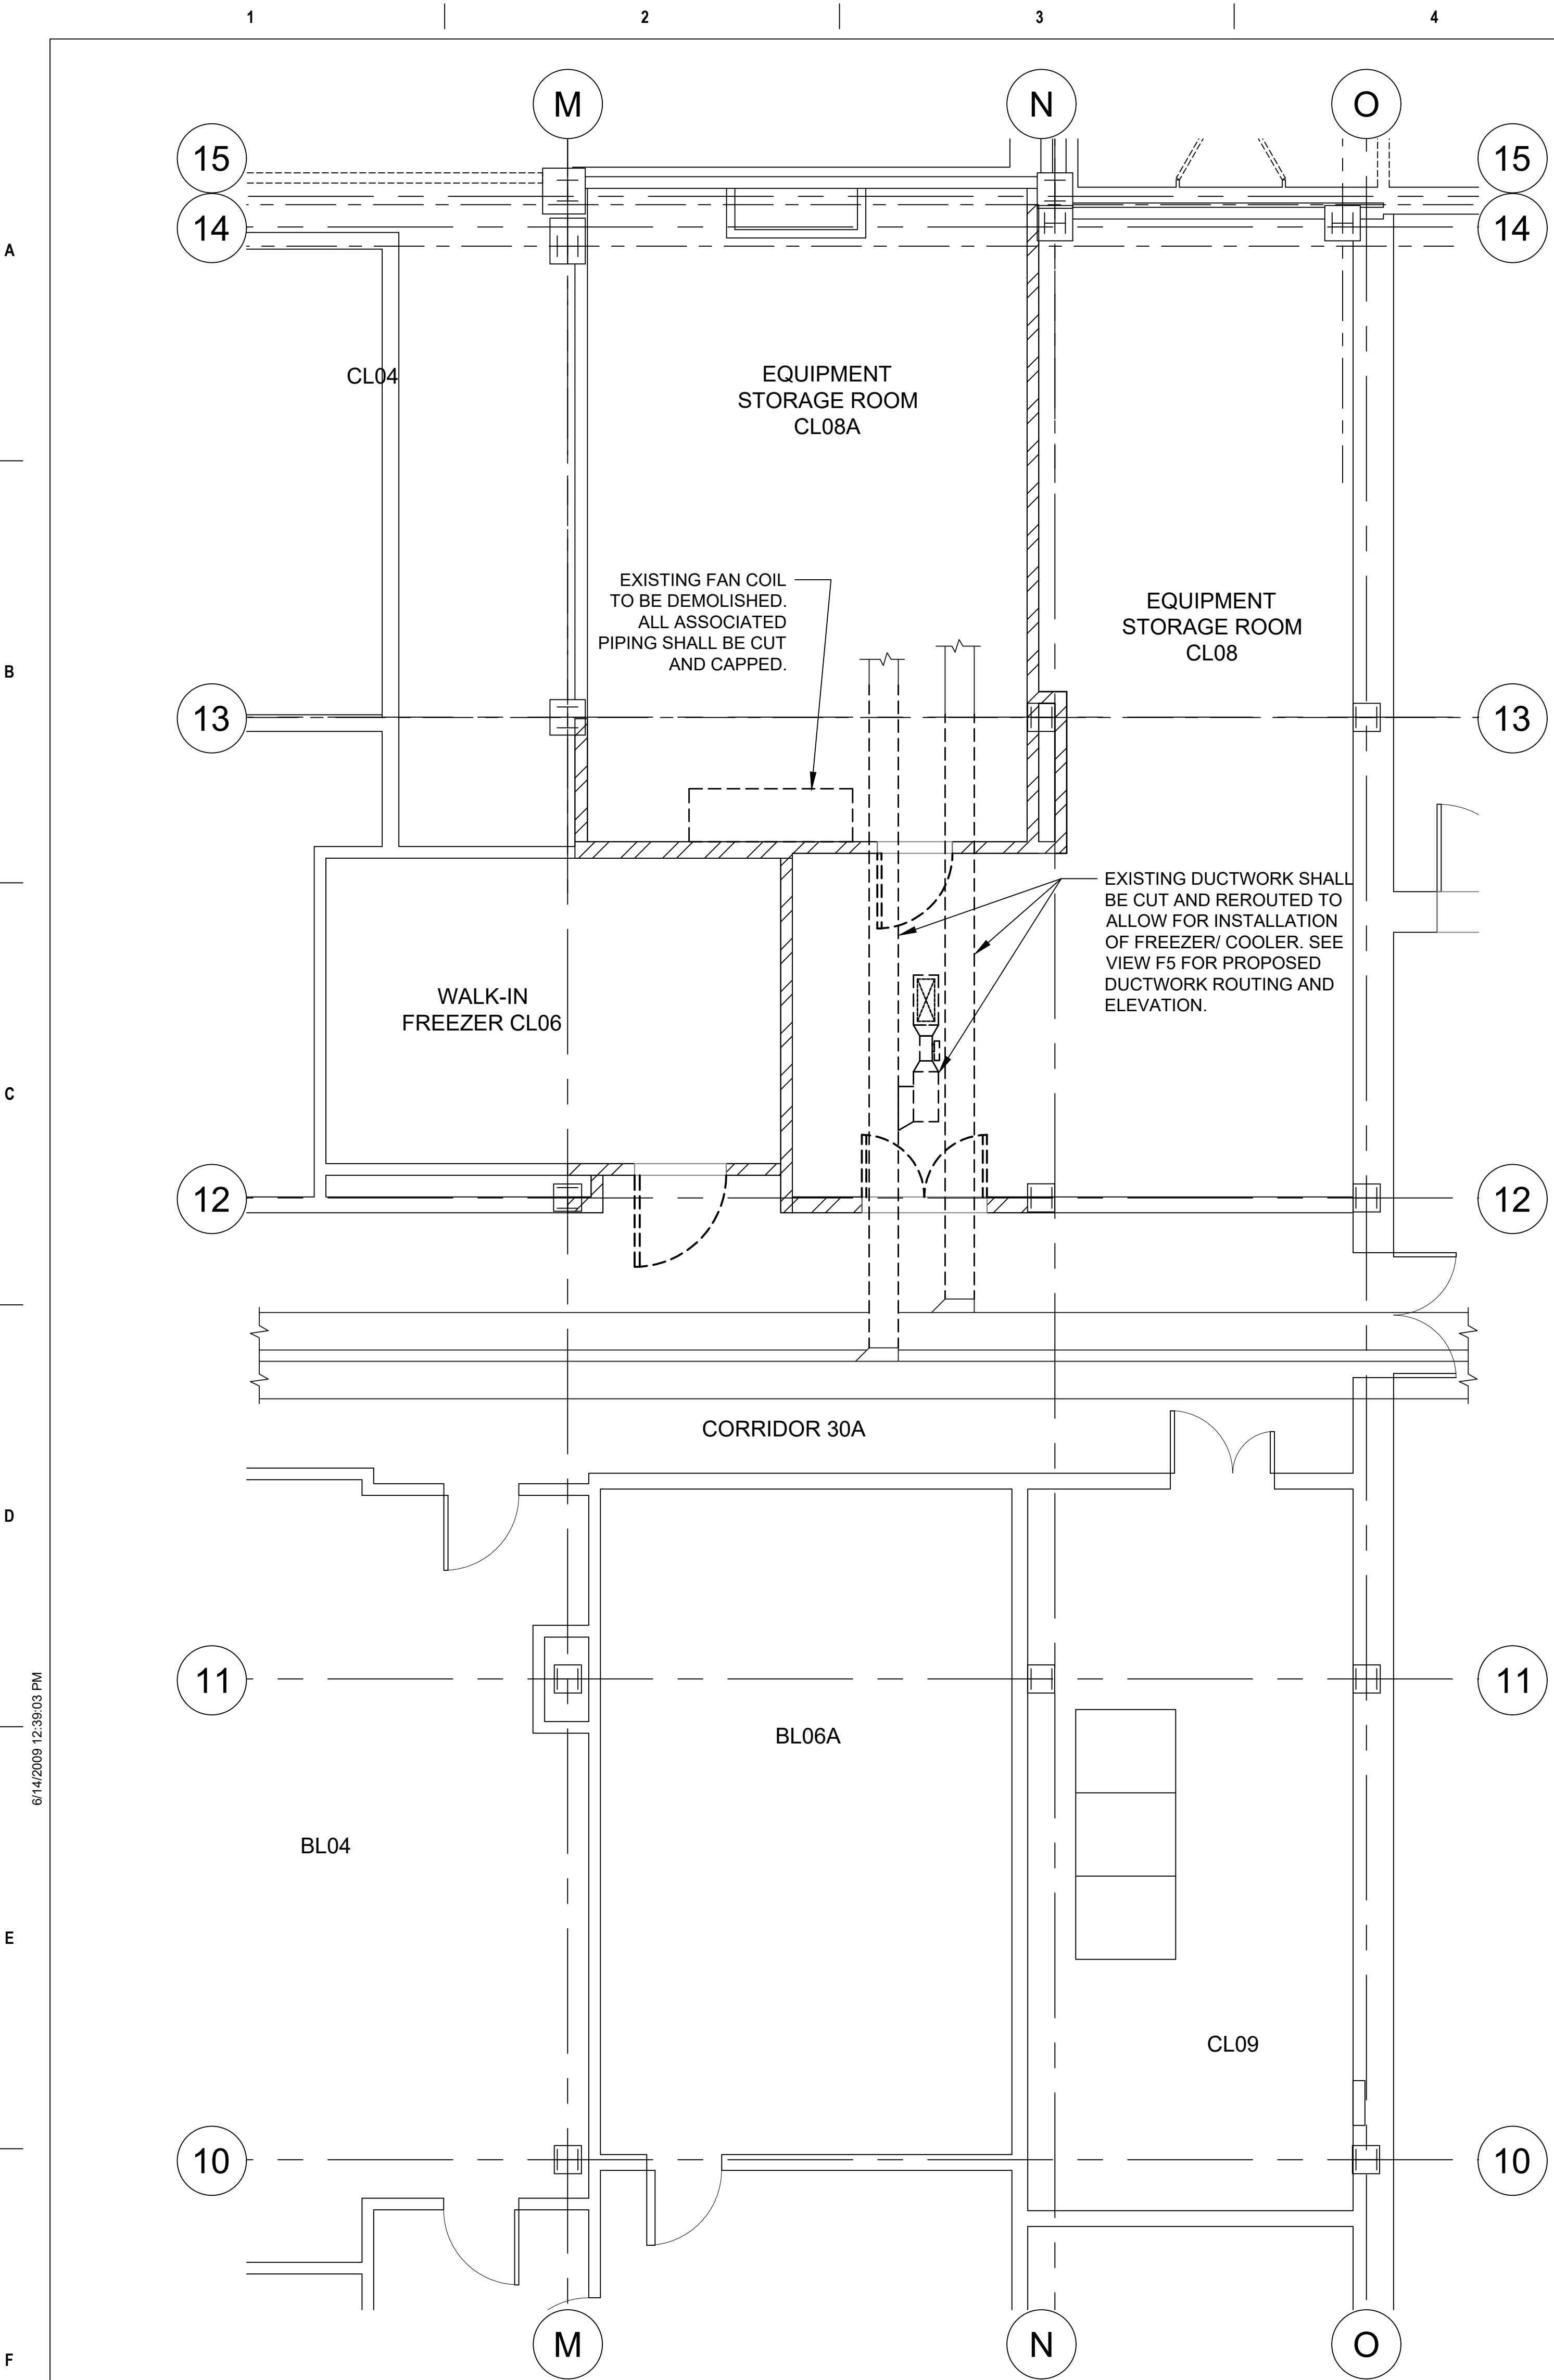 1
2
3
4
M
N
O
15
15
14
14
A
CL04
EQUIPMENT
STORAGE ROOM
CL08A
EXISTING FAN COIL
TO BE DEMOLISHED.
ALL ASSOCIATED
PIPING SHALL BE CUT
AND CAPPED.
EQUIPMENT
STORAGE ROOM
CL08
B
13
13
EXISTING DUCTWORK SHALL
BE CUT AND REROUTED TO
ALLOW FOR INSTALLATION
OF FREEZER/ COOLER. SEE
VIEW F5 FOR PROPOSED
DUCTWORK ROUTING AND
ELEVATION.
WALK-IN
FREEZER CL06
C
12
12
CORRIDOR 30A
D
11
11
6/14/2009 12:39:03 PM
BL06A
BL04
E
CL09
10
10
M
N
O
F